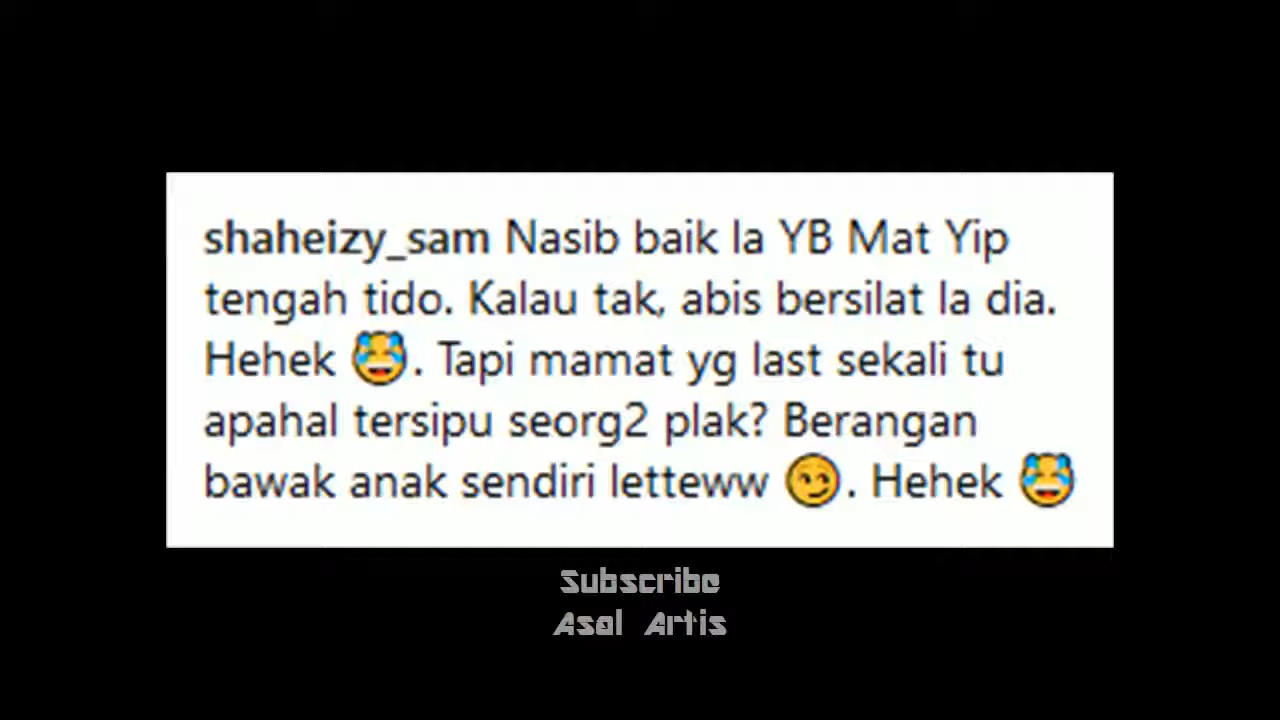 shaheizy_sam Nasib baik la YB Mat Yip
tengah tido. Kalau tak, abis bersilat la dia.
Hehek 😂. Tapi mamat yg last sekali tu
apahal tersipu seorg2 plak? Berangan
bawak anak sendiri letteww 😏. Hehek 😂
Subscribe
Asal Artis